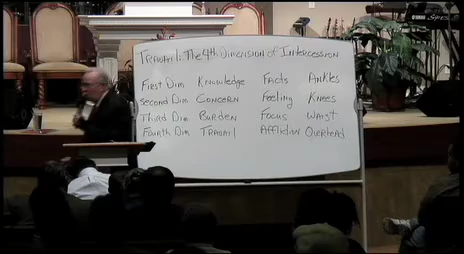 Travail: The 4th Dimension of Intercession
First Dim Knowledge Facts Ankles
Second Dim Concern Feeling Knees
Third Dim Burden Focus Waist
Fourth Dim Travail Affliction Overhead